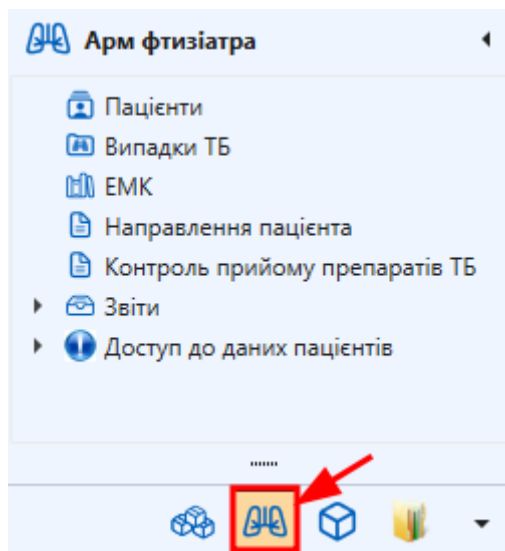 Арм фтизіатра
Пацієнти
Випадки ТБ
ЕМК
Направлення пацієнта
Контроль прийому препаратів ТБ
Звіти
Доступ до даних пацієнтів